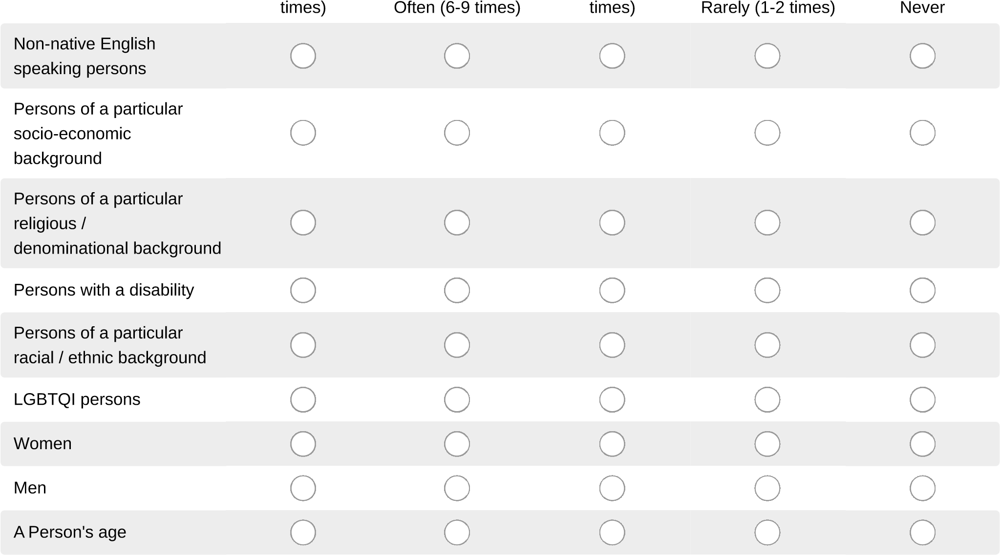 times) Often (6-9 times) times) Rarely (1-2 times) Never
Non-native English
speaking persons
Persons of a particular
socio-economic
background
Persons of a particular
religious /
denominational background
Persons with a disability
Persons of a particular
racial / ethnic background
LGBTQI persons
Women
Men
A Person's age